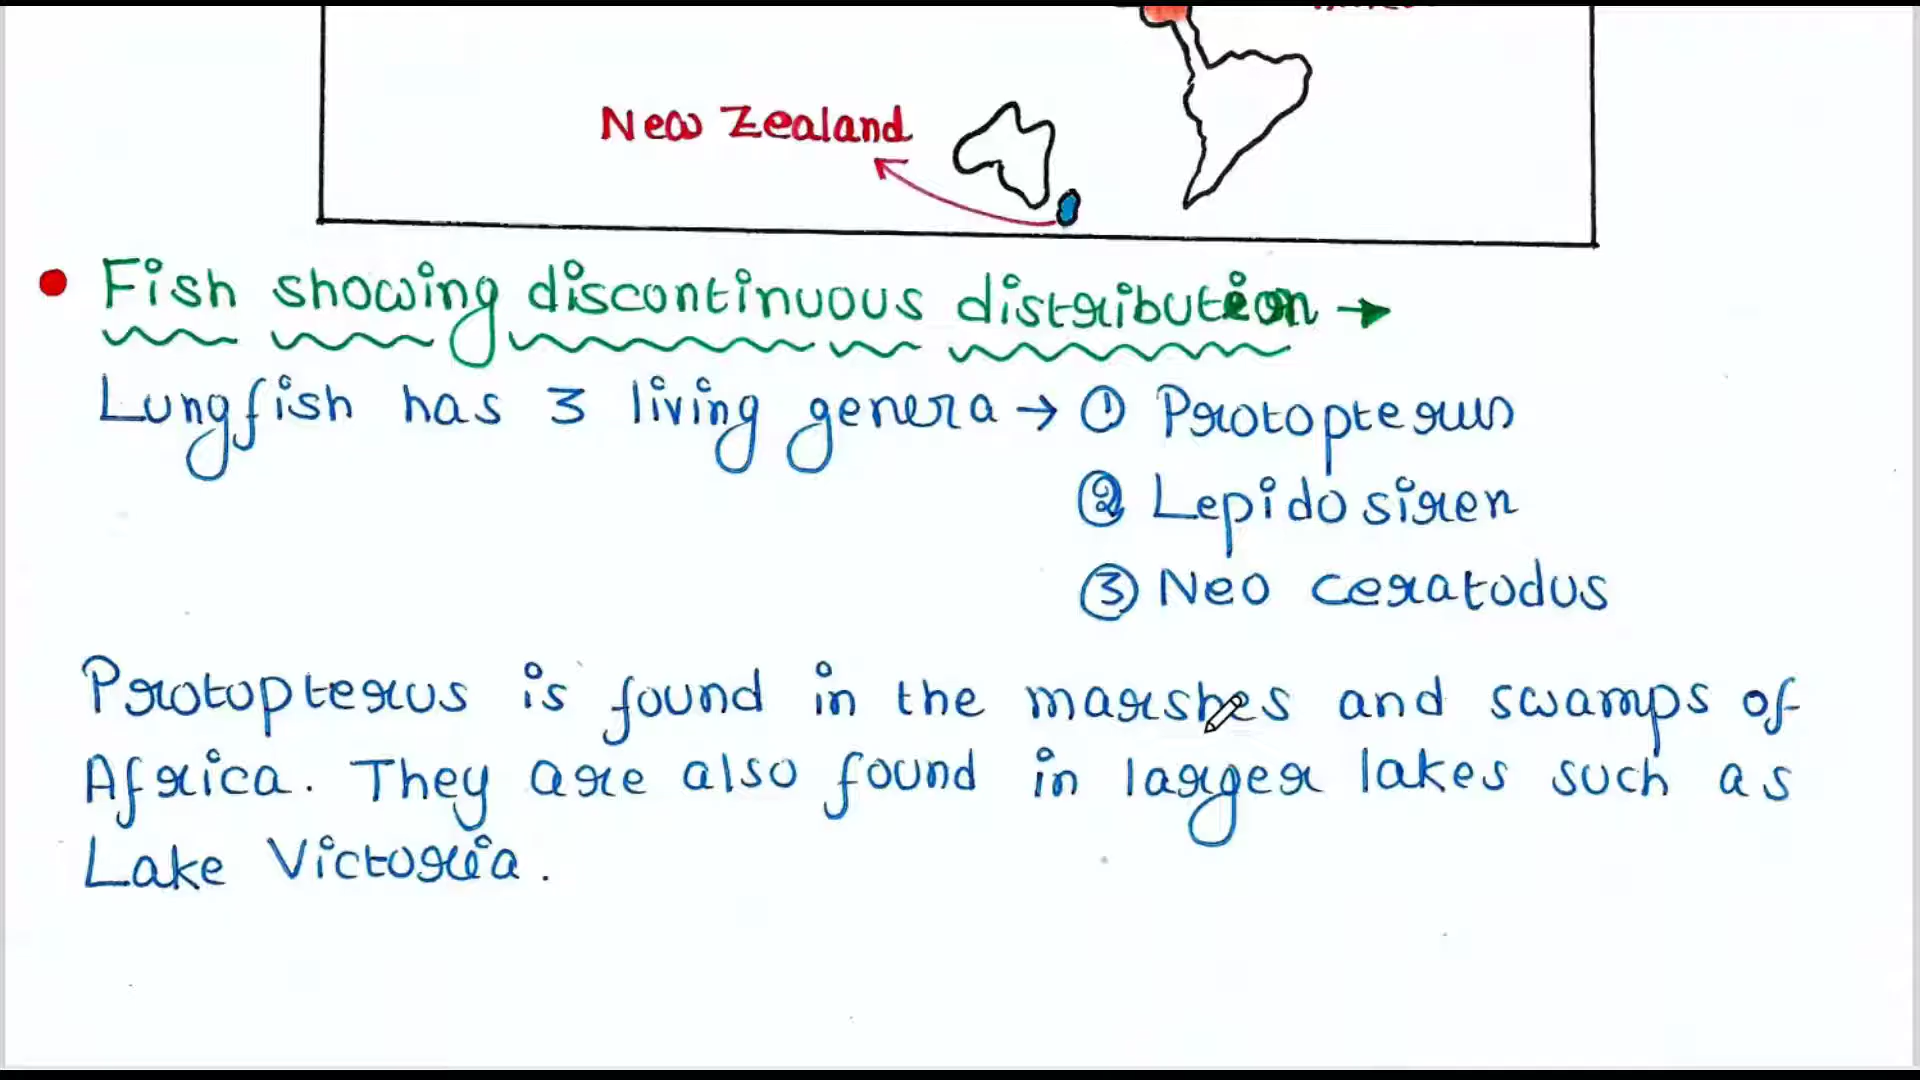 New Zealand
• Fish showing discontinuous distribution →
Lungfish has 3 living genera → ① Protopterus
② Lepidosiren
③ Neo ceratodus
Protopterus is found in the marshes and swamps of
Africa. They are also found in larger lakes such as
Lake Victoria.